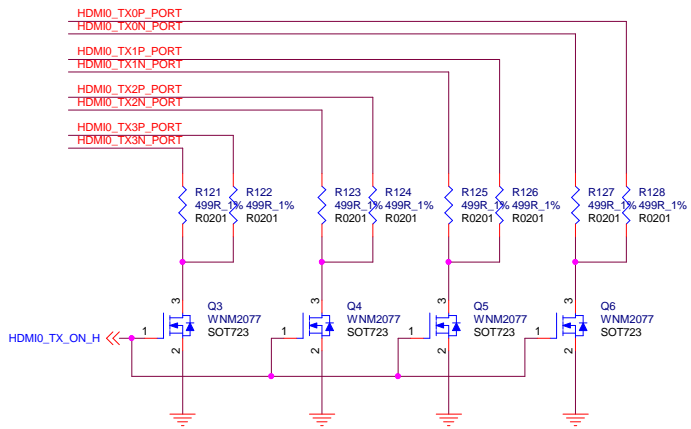 HDMI0_TX0P_PORT
HDMI0_TX0N_PORT
HDMI0_TX1P_PORT
HDMI0_TX1N_PORT
HDMI0_TX2P_PORT
HDMI0_TX2N_PORT
HDMI0_TX3P_PORT
HDMI0_TX3N_PORT
R121
499R_1%
R0201
R122
499R_1%
R0201
R123
499R_1%
R0201
R124
499R_1%
R0201
R125
499R_1%
R0201
R126
499R_1%
R0201
R127
499R_1%
R0201
R128
499R_1%
R0201
HDMI0_TX_ON_H
1
3
2
Q3
WNM2077
SOT723
1
3
2
Q4
WNM2077
SOT723
1
3
2
Q5
WNM2077
SOT723
1
3
2
Q6
WNM2077
SOT723